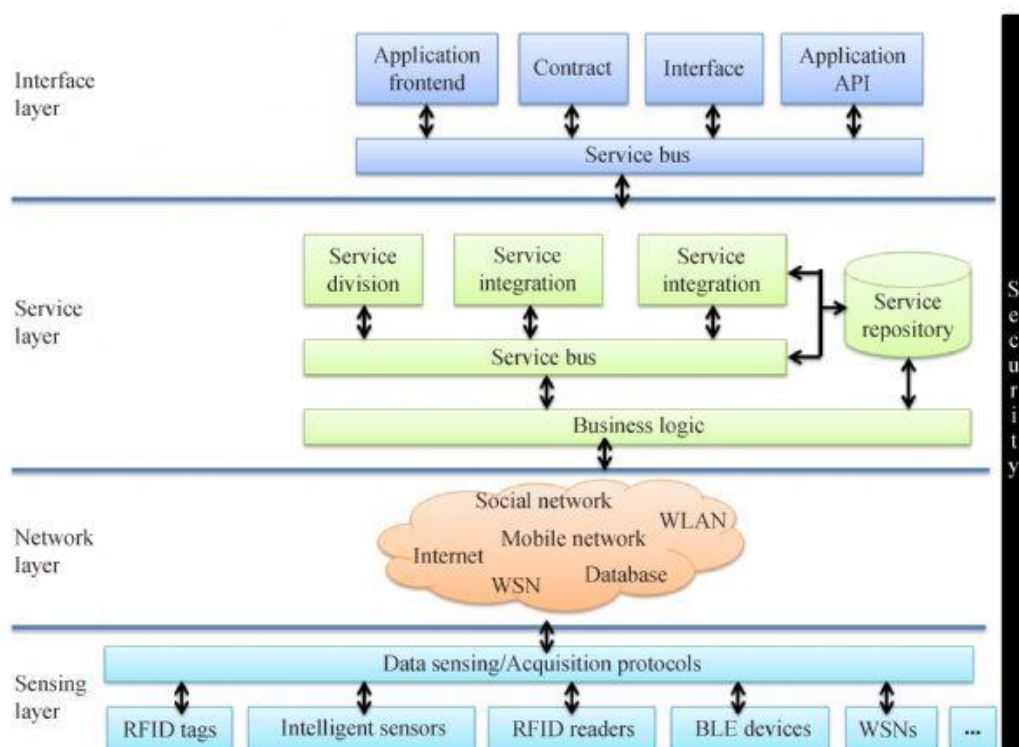 Interface
layer
Application
frontend
Contract
Interface
Application
API
Service bus
Service
layer
Service
division
Service
integration
Service
integration
Service
repository
Service bus
Business logic
Network
layer
Social network
WLAN
Mobile network
Internet
Database
WSN
Sensing
layer
Data sensing/Acquisition protocols
RFID tags
Intelligent sensors
RFID readers
BLE devices
WSNs
...
Security